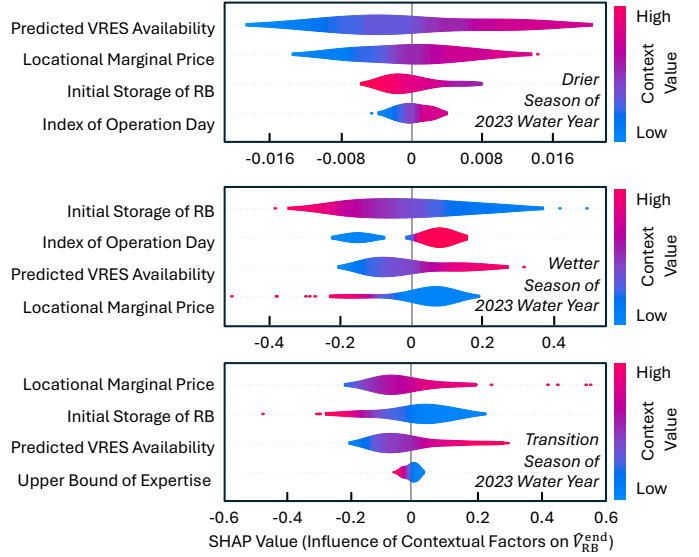 Predicted VRES Availability
Locational Marginal Price
Initial Storage of RB
Index of Operation Day
Drier
Season of
2023 Water Year
-0.016
-0.008
0
0.008
0.016
High
Low
Context
Value
Initial Storage of RB
Index of Operation Day
Predicted VRES Availability
Locational Marginal Price
Wetter
Season of
2023 Water Year
-0.4
-0.2
0
0.2
0.4
High
Low
Context
Value
Locational Marginal Price
Initial Storage of RB
Predicted VRES Availability
Upper Bound of Expertise
Transition
Season of
2023 Water Year
-0.6
-0.4
-0.2
0
0.2
0.4
0.6
High
Low
Context
Value
SHAP Value (Influence of Contextual Factors on V̂_RB^end)